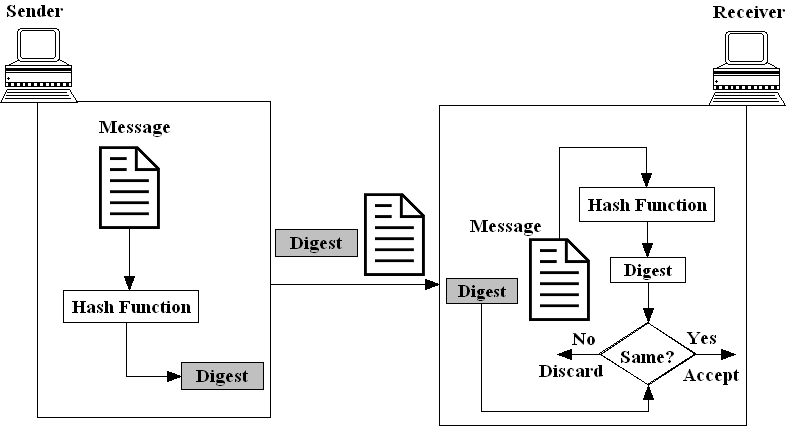 Sender
Receiver
Message
Hash Function
Digest
Digest
Message
Digest
Hash Function
Digest
Same?
No
Discard
Yes
Accept